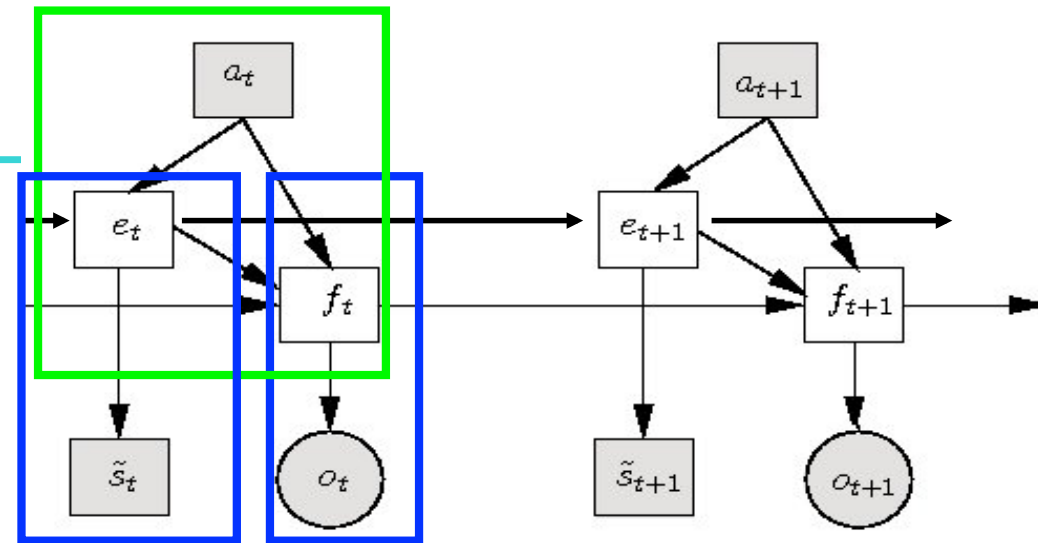 a_t a_{t+1}
e_t e_{t+1}
f_t f_{t+1}
s̃_t o_t s̃_{t+1} o_{t+1}